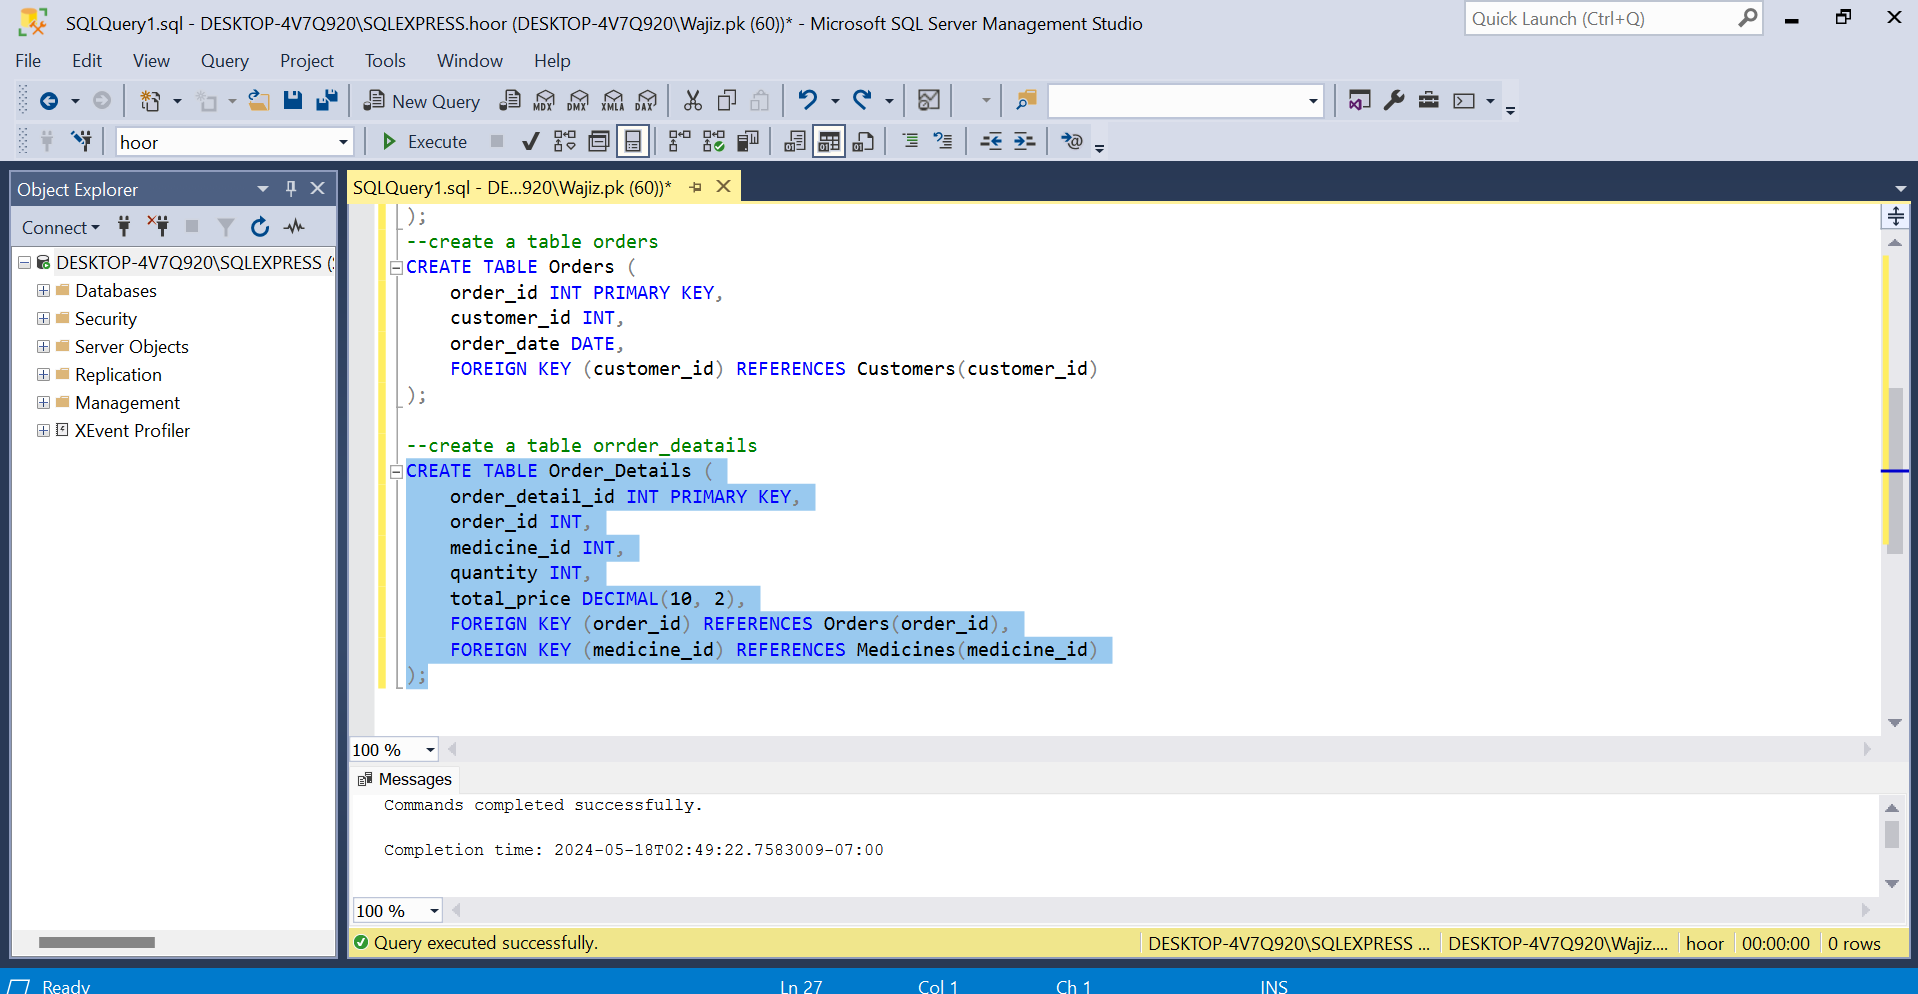 SQLQuery1.sql - DESKTOP-4V7Q920\SQLEXPRESS.hoor (DESKTOP-4V7Q920\Wajiz.pk (60))* - Microsoft SQL Server Management Studio
Quick Launch (Ctrl+Q)
File Edit View Query Project Tools Window Help
New Query MDX DMX XMLA DAX
hoor Execute
Object Explorer
SQLQuery1.sql - DE...920\Wajiz.pk (60))*
Connect
DESKTOP-4V7Q920\SQLEXPRESS (
Databases
Security
Server Objects
Replication
Management
XEvent Profiler
);
--create a table orders
CREATE TABLE Orders (
order_id INT PRIMARY KEY,
customer_id INT,
order_date DATE,
FOREIGN KEY (customer_id) REFERENCES Customers(customer_id)
);
--create a table orrder_deatails
CREATE TABLE Order_Details (
order_detail_id INT PRIMARY KEY,
order_id INT,
medicine_id INT,
quantity INT,
total_price DECIMAL(10, 2),
FOREIGN KEY (order_id) REFERENCES Orders(order_id),
FOREIGN KEY (medicine_id) REFERENCES Medicines(medicine_id)
);
100 %
Messages
Commands completed successfully.
Completion time: 2024-05-18T02:49:22.7583009-07:00
100 %
Query executed successfully. DESKTOP-4V7Q920\SQLEXPRESS ... DESKTOP-4V7Q920\Wajiz.... hoor 00:00:00 0 rows
Ready Ln 27 Col 1 Ch 1 INS